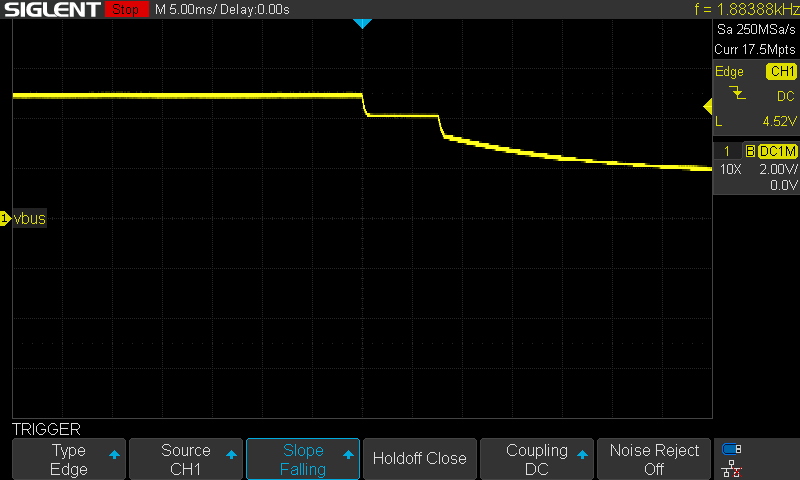 SIGLENT Stop M 5.00ms/ Delay:0.00s f = 1.88388kHz
Sa 250MSa/s
Curr 17.5Mpts
Edge CH1
DC
L 4.52V
1 B DC1M
10X 2.00V/
0.0V
1 vbus
TRIGGER
Type
Edge
Source
CH1
Slope
Falling
Holdoff Close
Coupling
DC
Noise Reject
Off